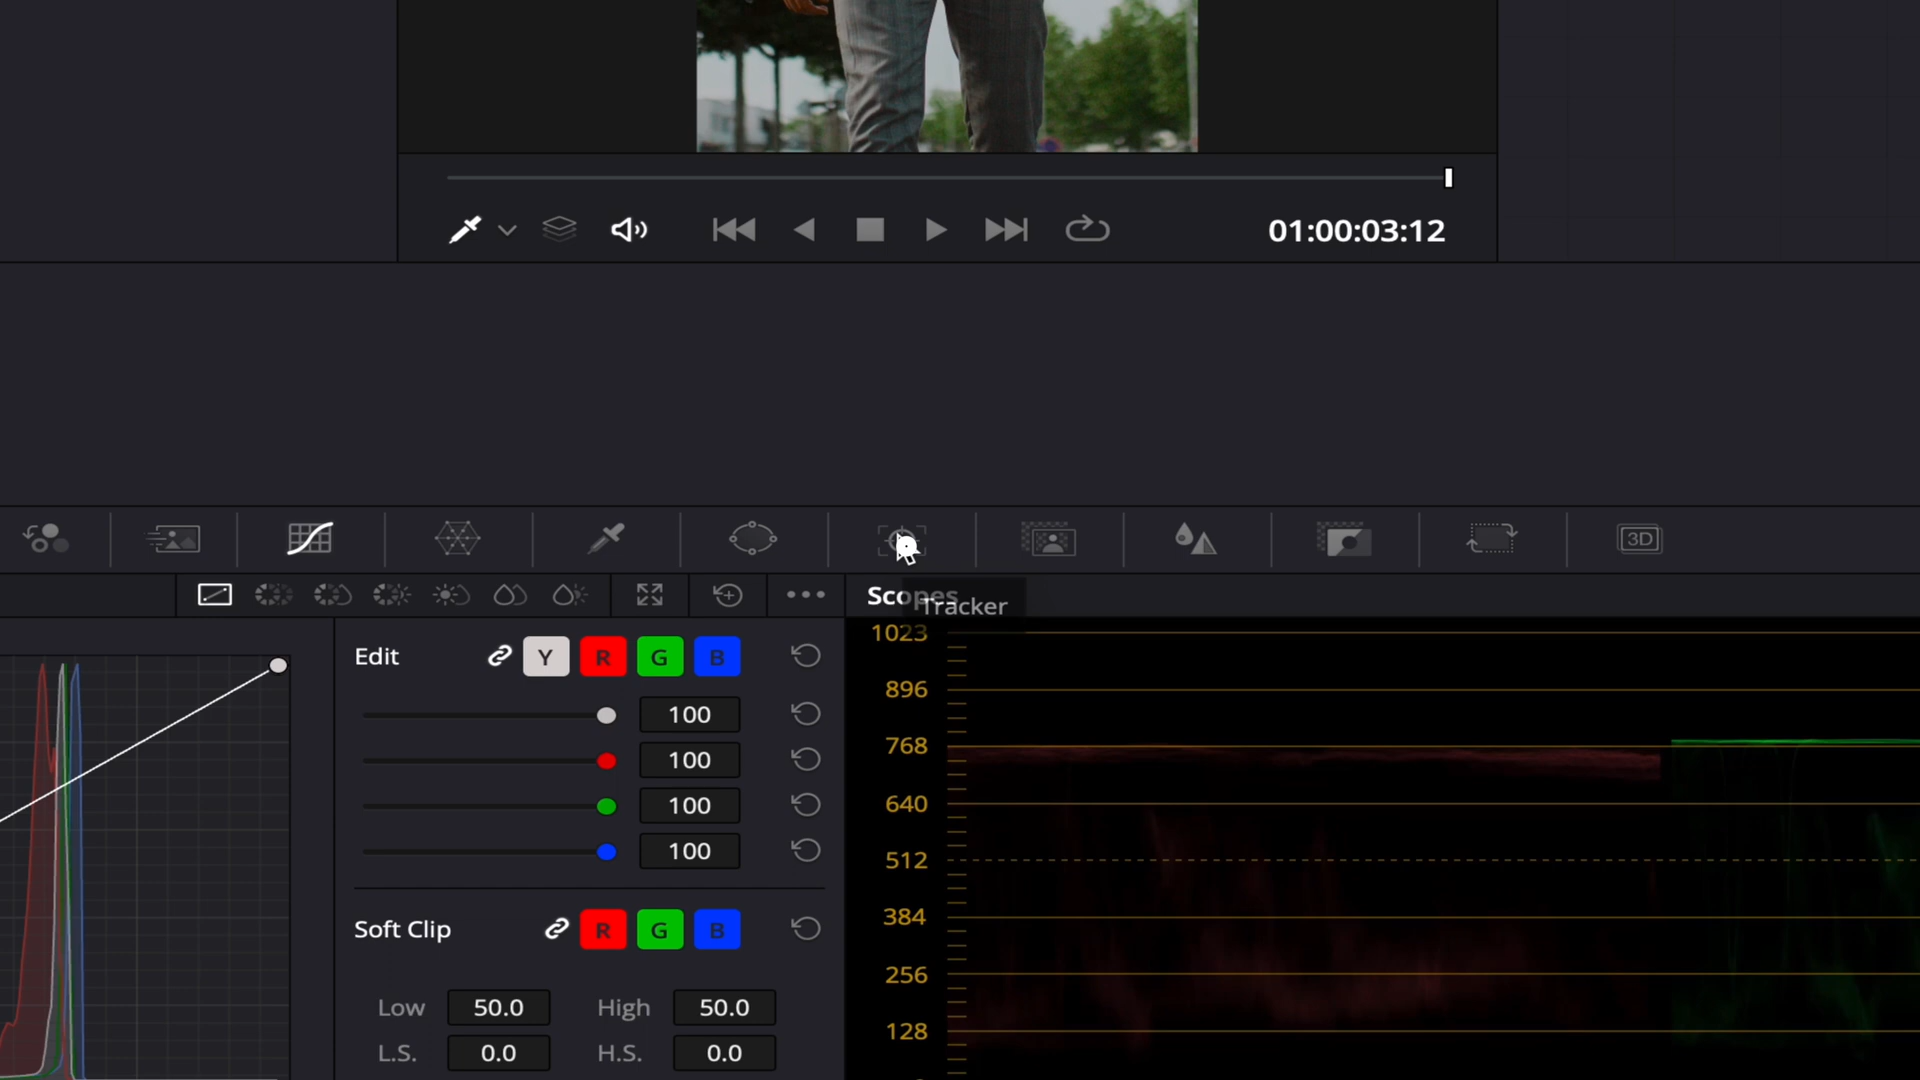 01:00:03:12
3D
Scopes
Tracker
Edit
Y
R
G
B
100
100
100
100
Soft Clip
R
G
B
Low
50.0
High
50.0
L.S.
0.0
H.S.
0.0
1023
896
768
640
512
384
256
128